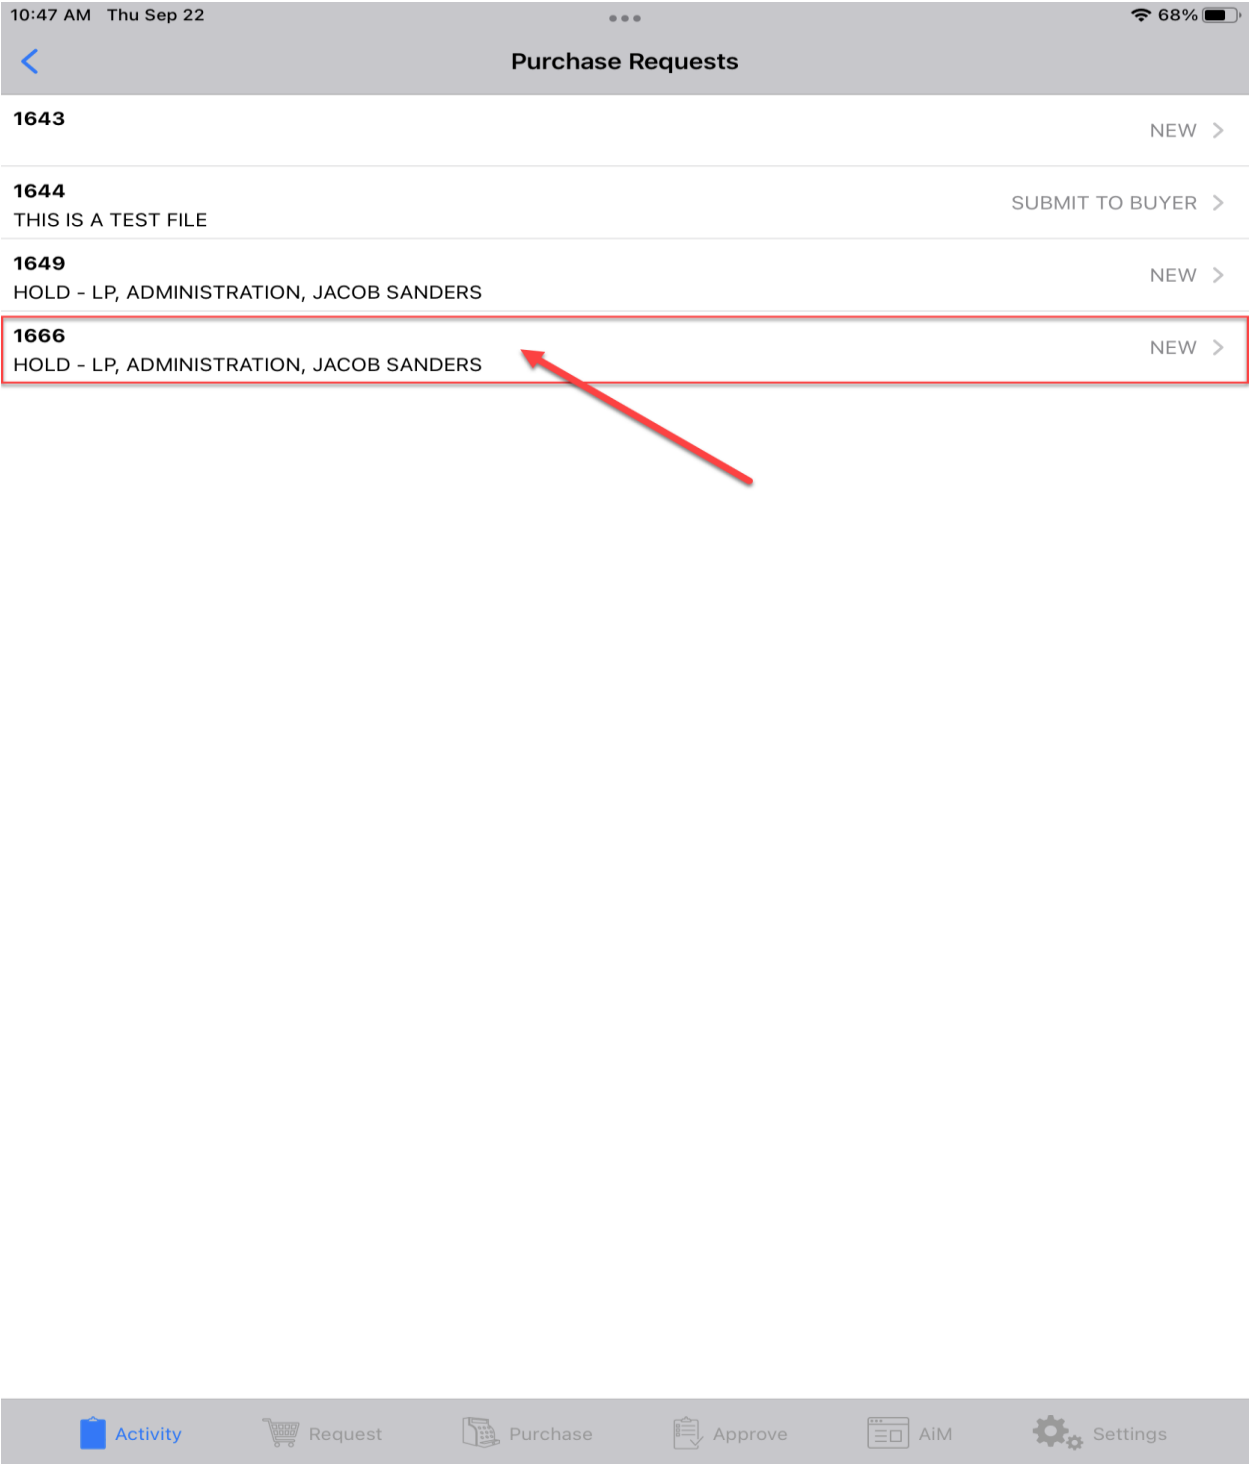 10:47 AM Thu Sep 22 68%
Purchase Requests
1643
NEW
1644
SUBMIT TO BUYER
THIS IS A TEST FILE
1649
NEW
HOLD - LP, ADMINISTRATION, JACOB SANDERS
1666
NEW
HOLD - LP, ADMINISTRATION, JACOB SANDERS
Activity Request Purchase Approve AiM Settings